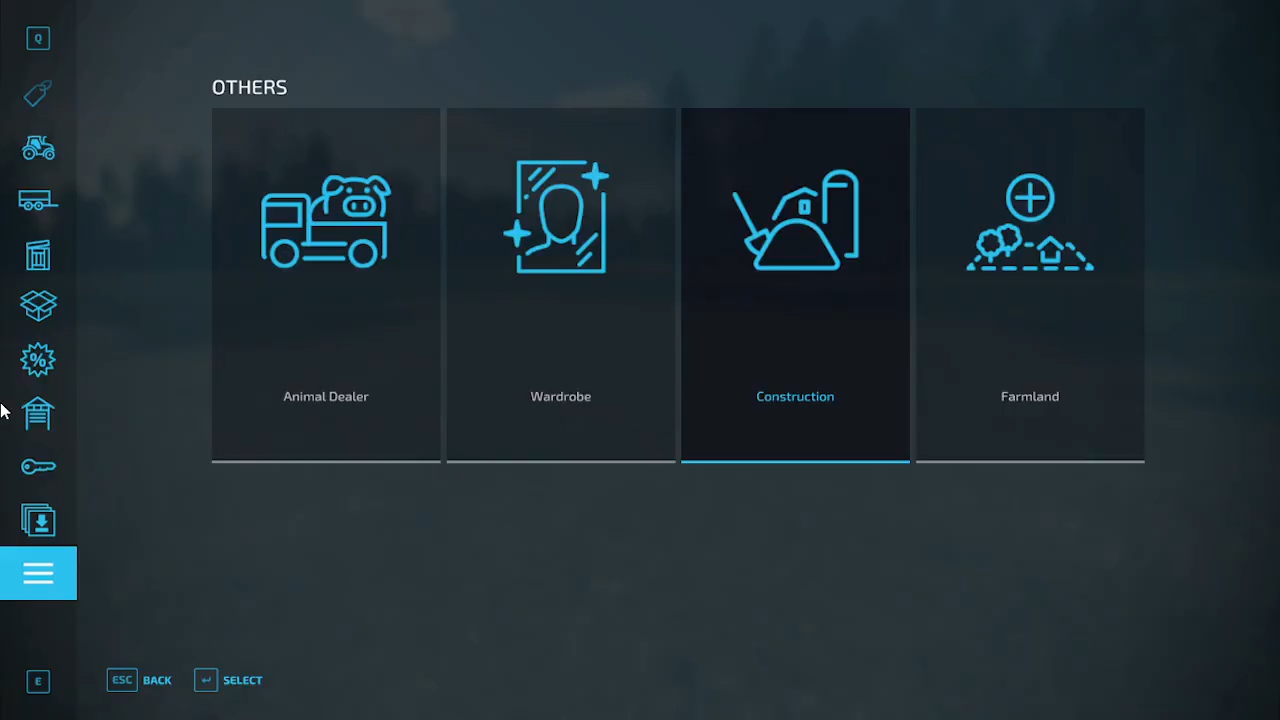 Q
OTHERS
%
Animal Dealer
Wardrobe
Construction
Farmland
E
ESC BACK SELECT